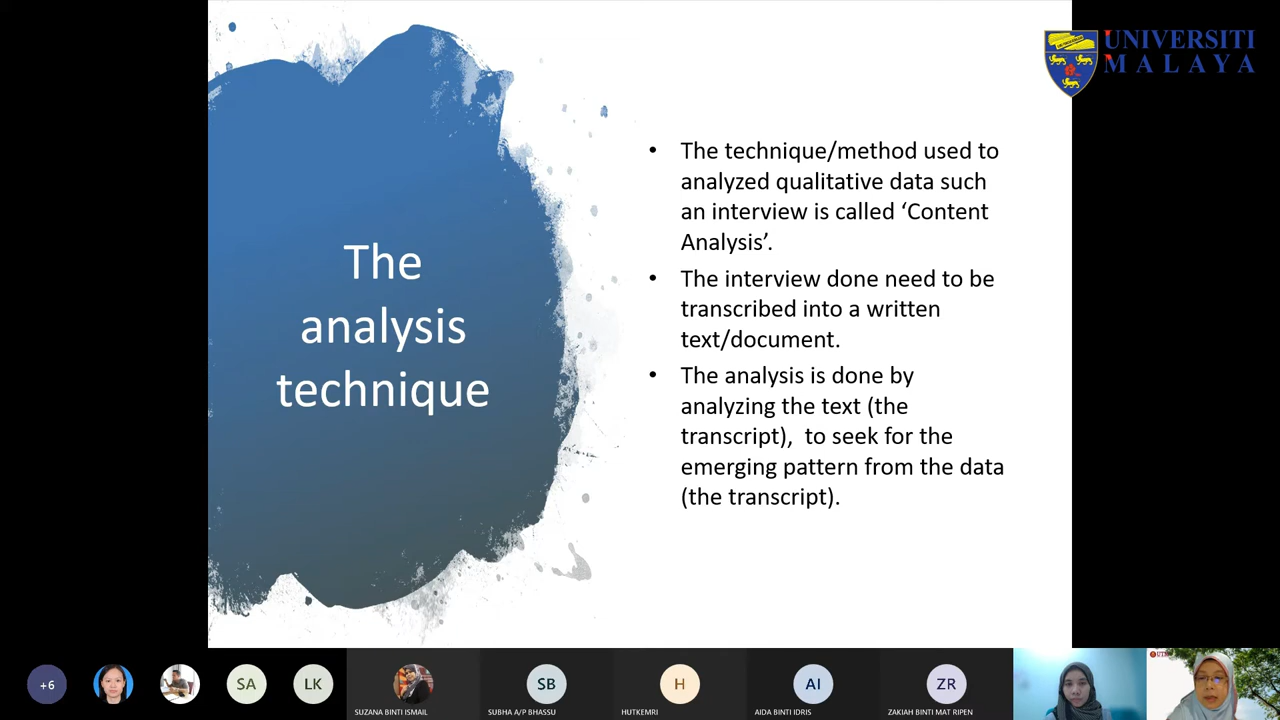 UNIVERSITI
MALAYA
The
analysis
technique
• The technique/method used to
analyzed qualitative data such
an interview is called ‘Content
Analysis’.
• The interview done need to be
transcribed into a written
text/document.
• The analysis is done by
analyzing the text (the
transcript),  to seek for the
emerging pattern from the data
(the transcript).
+6
SA
LK
SUZANA BINTI ISMAIL
SB
SUBHA A/P BHASSU
H
HUTKEMRI
AI
AIDA BINTI IDRIS
ZR
ZAKIAH BINTI MAT RIPEN